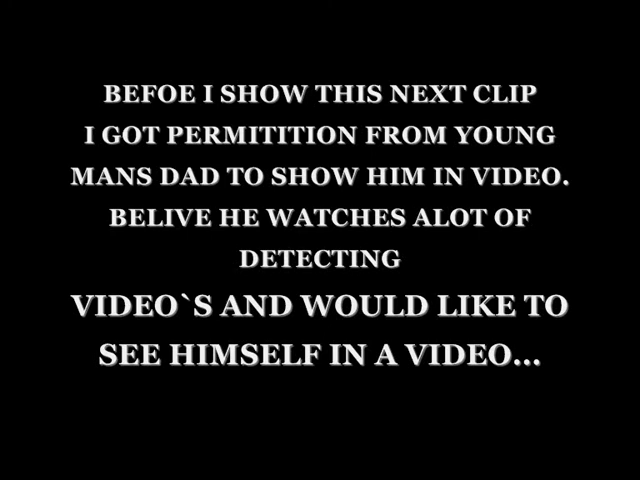 BEFOE I SHOW THIS NEXT CLIP
I GOT PERMITITION FROM YOUNG
MANS DAD TO SHOW HIM IN VIDEO.
BELIVE HE WATCHES ALOT OF
DETECTING
VIDEO`S AND WOULD LIKE TO
SEE HIMSELF IN A VIDEO...